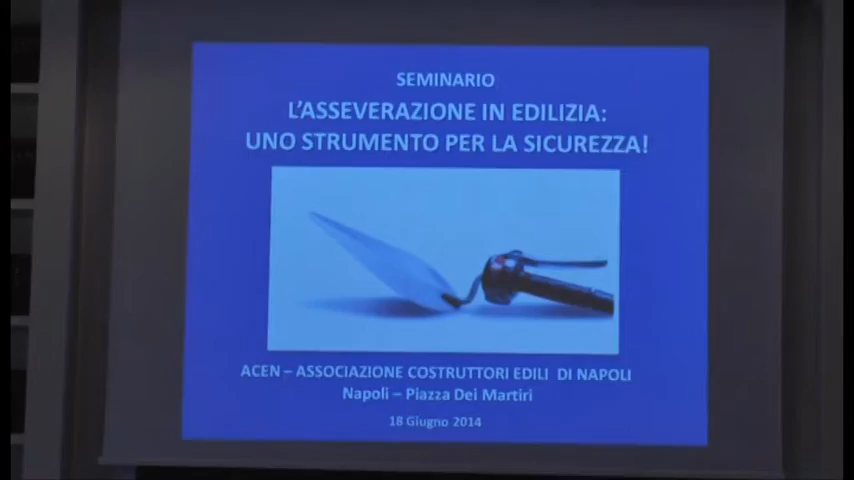 SEMINARIO
L'ASSEVERAZIONE IN EDILIZIA:
UNO STRUMENTO PER LA SICUREZZA!
ACEN – ASSOCIAZIONE COSTRUTTORI EDILI DI NAPOLI
Napoli – Piazza Dei Martiri
18 Giugno 2014